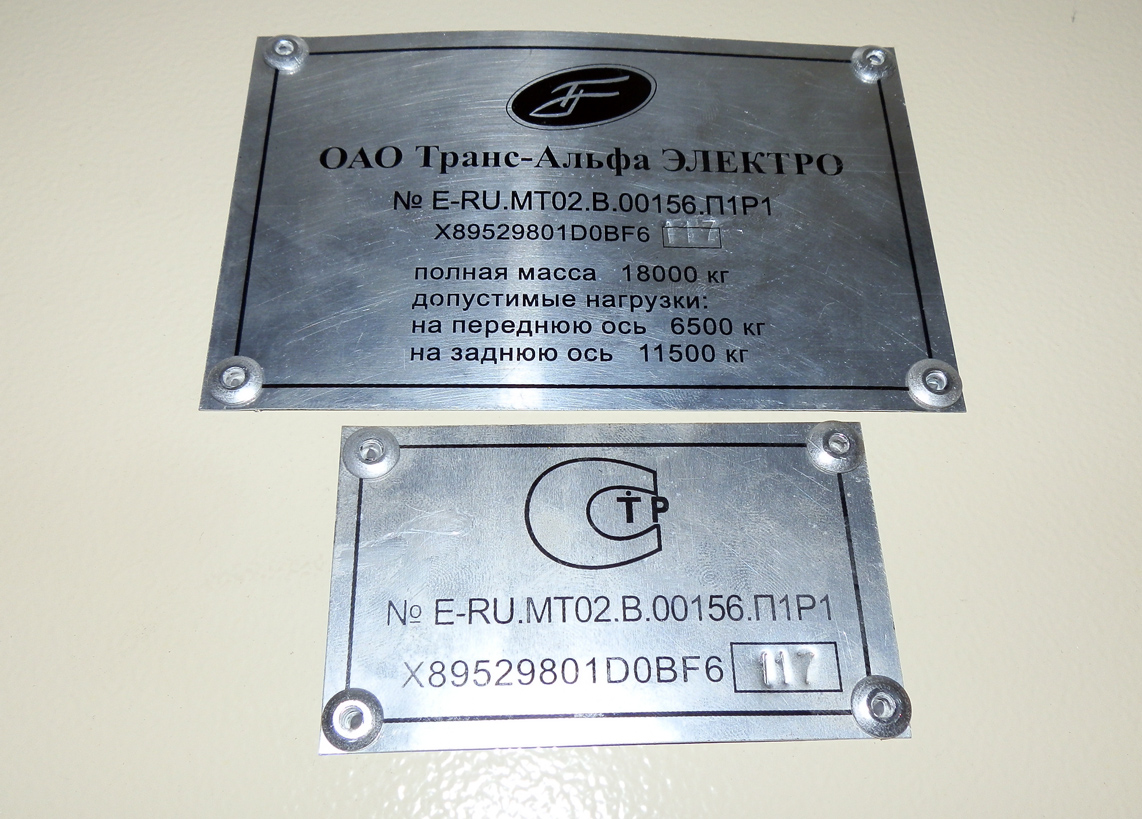 ОАО Транс-Альфа ЭЛЕКТРО
№ E-RU.MT02.B.00156.П1Р1
X89529801D0BF6 117
полная масса 18000 кг
допустимые нагрузки:
на переднюю ось 6500 кг
на заднюю ось 11500 кг
С ТР
№ E-RU.MT02.B.00156.П1Р1
X89529801D0BF6 117